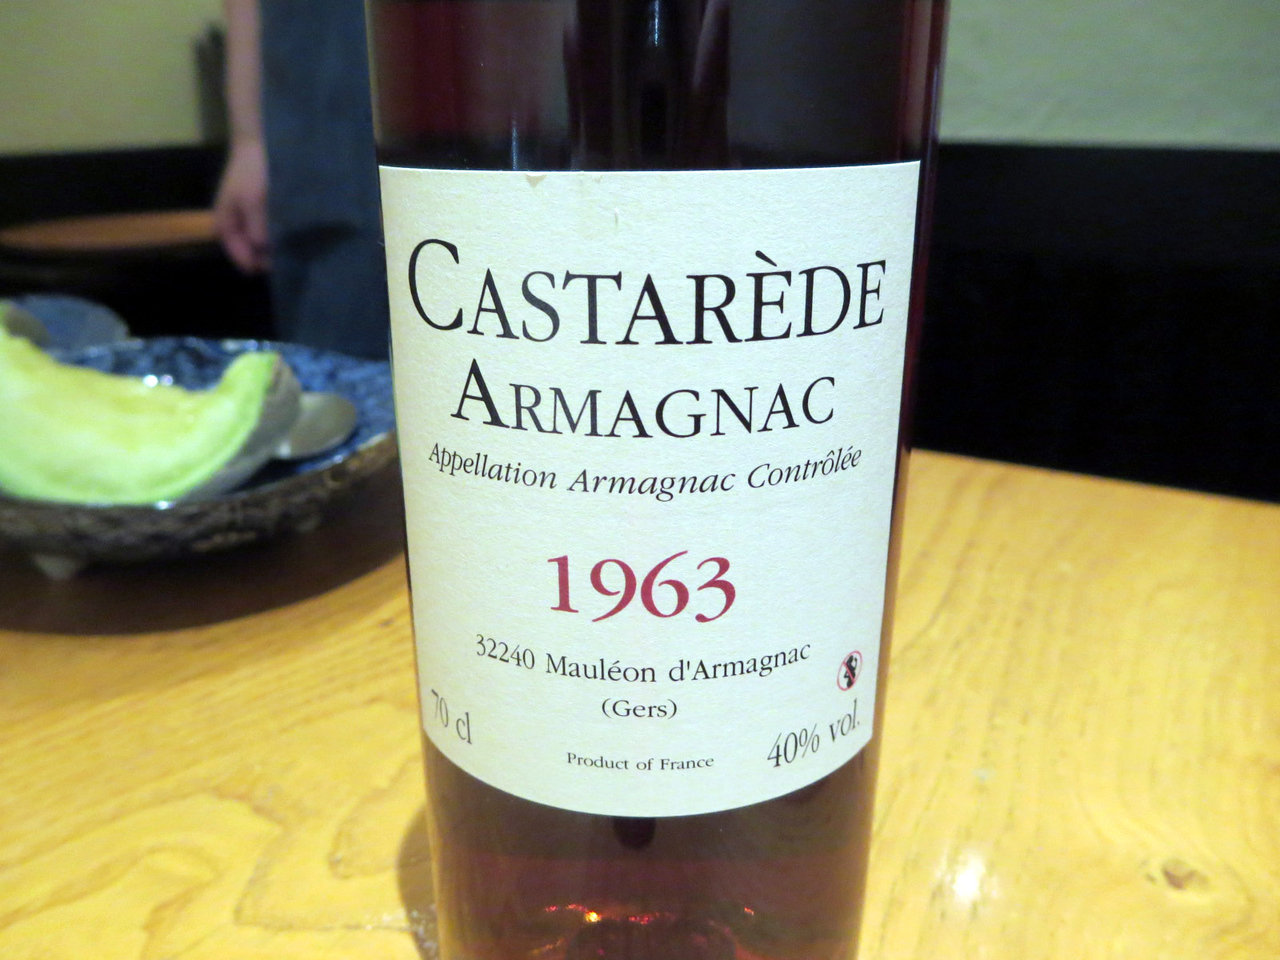 CASTARÈDE
ARMAGNAC
Appellation Armagnac Contrôlée
1963
32240 Mauléon d'Armagnac
(Gers)
70 cl
40% vol.
Product of France